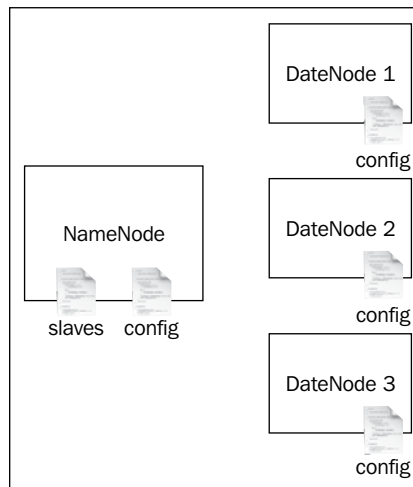 DateNode 1
config
NameNode
slaves config
DateNode 2
config
DateNode 3
config